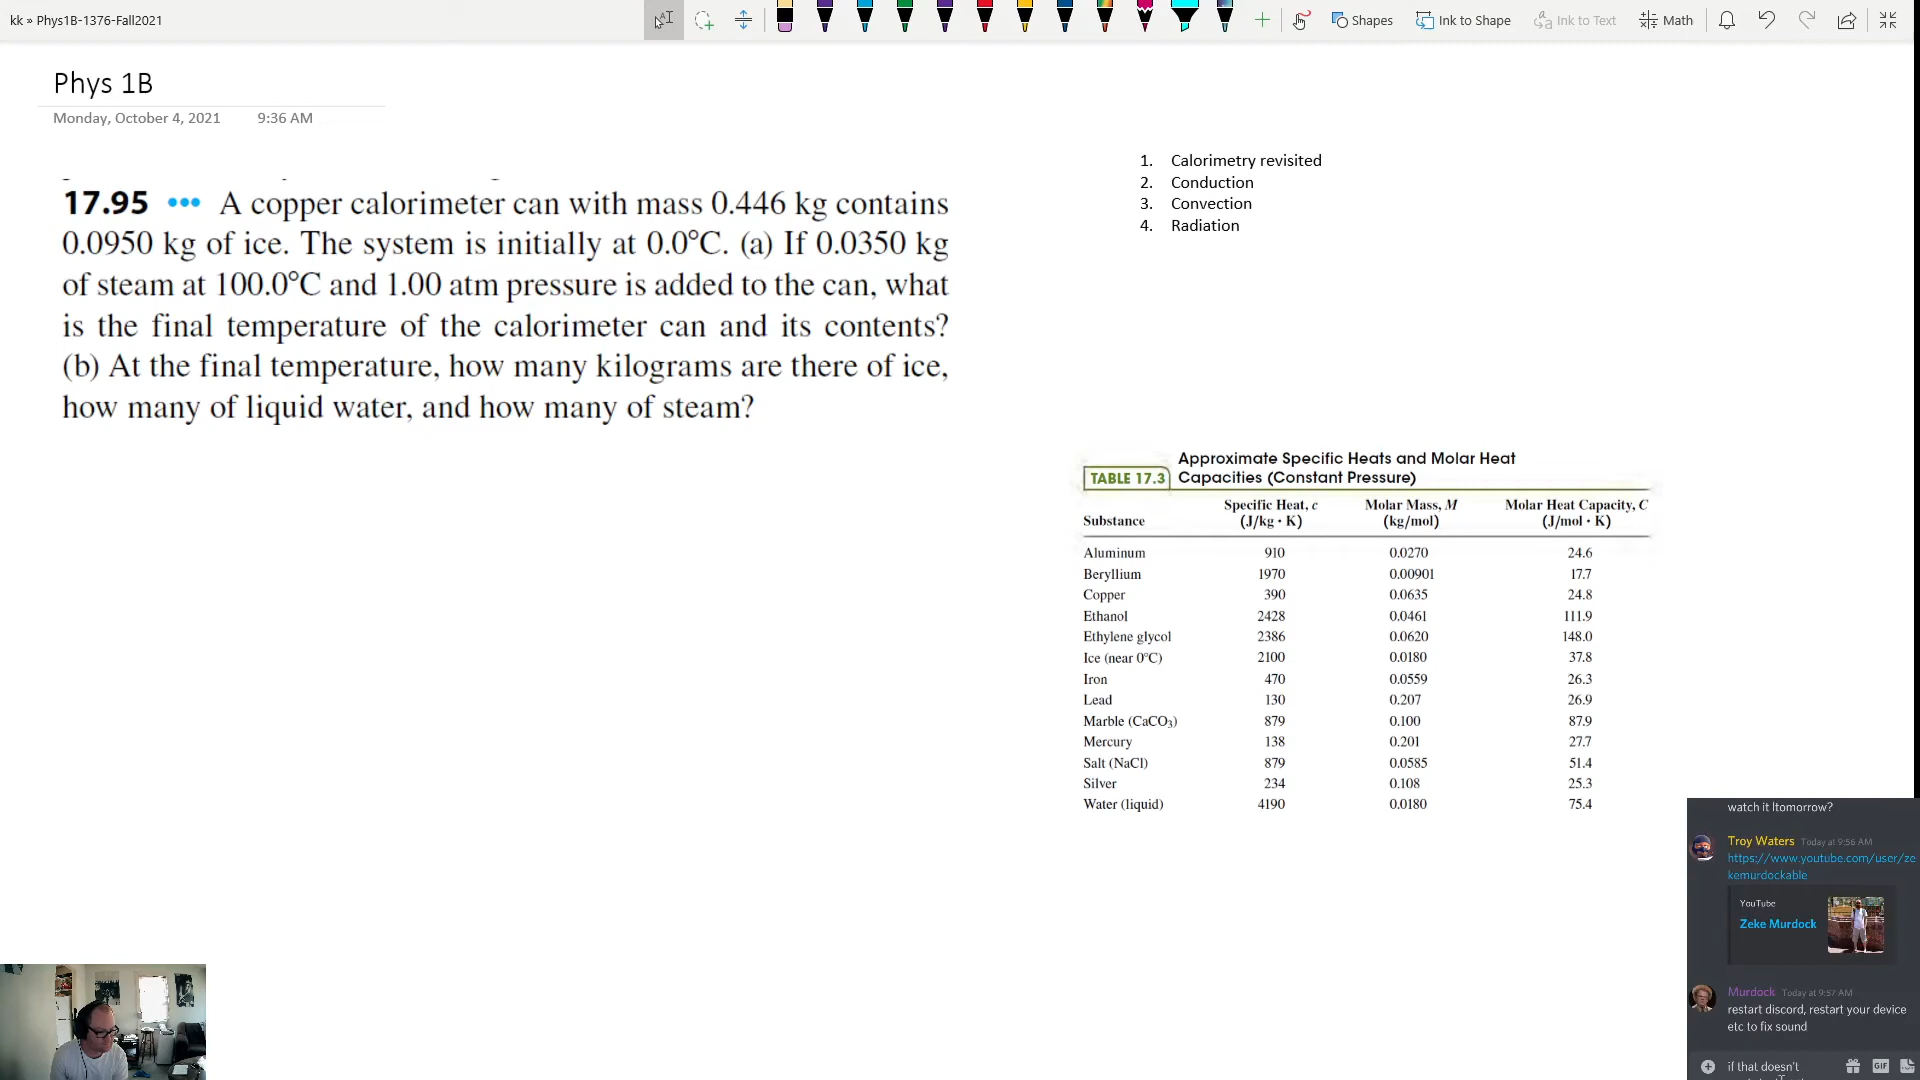 kk » Phys1B-1376-Fall2021
Shapes
Ink to Shape
Ink to Text
Math
Phys 1B
Monday, October 4, 2021 9:36 AM
17.95 ••• A copper calorimeter can with mass 0.446 kg contains
0.0950 kg of ice. The system is initially at 0.0°C. (a) If 0.0350 kg
of steam at 100.0°C and 1.00 atm pressure is added to the can, what
is the final temperature of the calorimeter can and its contents?
(b) At the final temperature, how many kilograms are there of ice,
how many of liquid water, and how many of steam?
1. Calorimetry revisited
2. Conduction
3. Convection
4. Radiation
TABLE 17.3 Approximate Specific Heats and Molar Heat
Capacities (Constant Pressure)
Substance Specific Heat, c (J/kg · K) Molar Mass, M (kg/mol) Molar Heat Capacity, C (J/mol · K)
Aluminum 910 0.0270 24.6
Beryllium 1970 0.00901 17.7
Copper 390 0.0635 24.8
Ethanol 2428 0.0461 111.9
Ethylene glycol 2386 0.0620 148.0
Ice (near 0°C) 2100 0.0180 37.8
Iron 470 0.0559 26.3
Lead 130 0.207 26.9
Marble (CaCO₃) 879 0.100 87.9
Mercury 138 0.201 27.7
Salt (NaCl) 879 0.0585 51.4
Silver 234 0.108 25.3
Water (liquid) 4190 0.0180 75.4
watch it ltomorrow?
Troy Waters Today at 9:56 AM
https://www.youtube.com/user/ze
kemurdockable
YouTube
Zeke Murdock
Murdock Today at 9:57 AM
restart discord, restart your device
etc to fix sound
if that doesn't
GIF